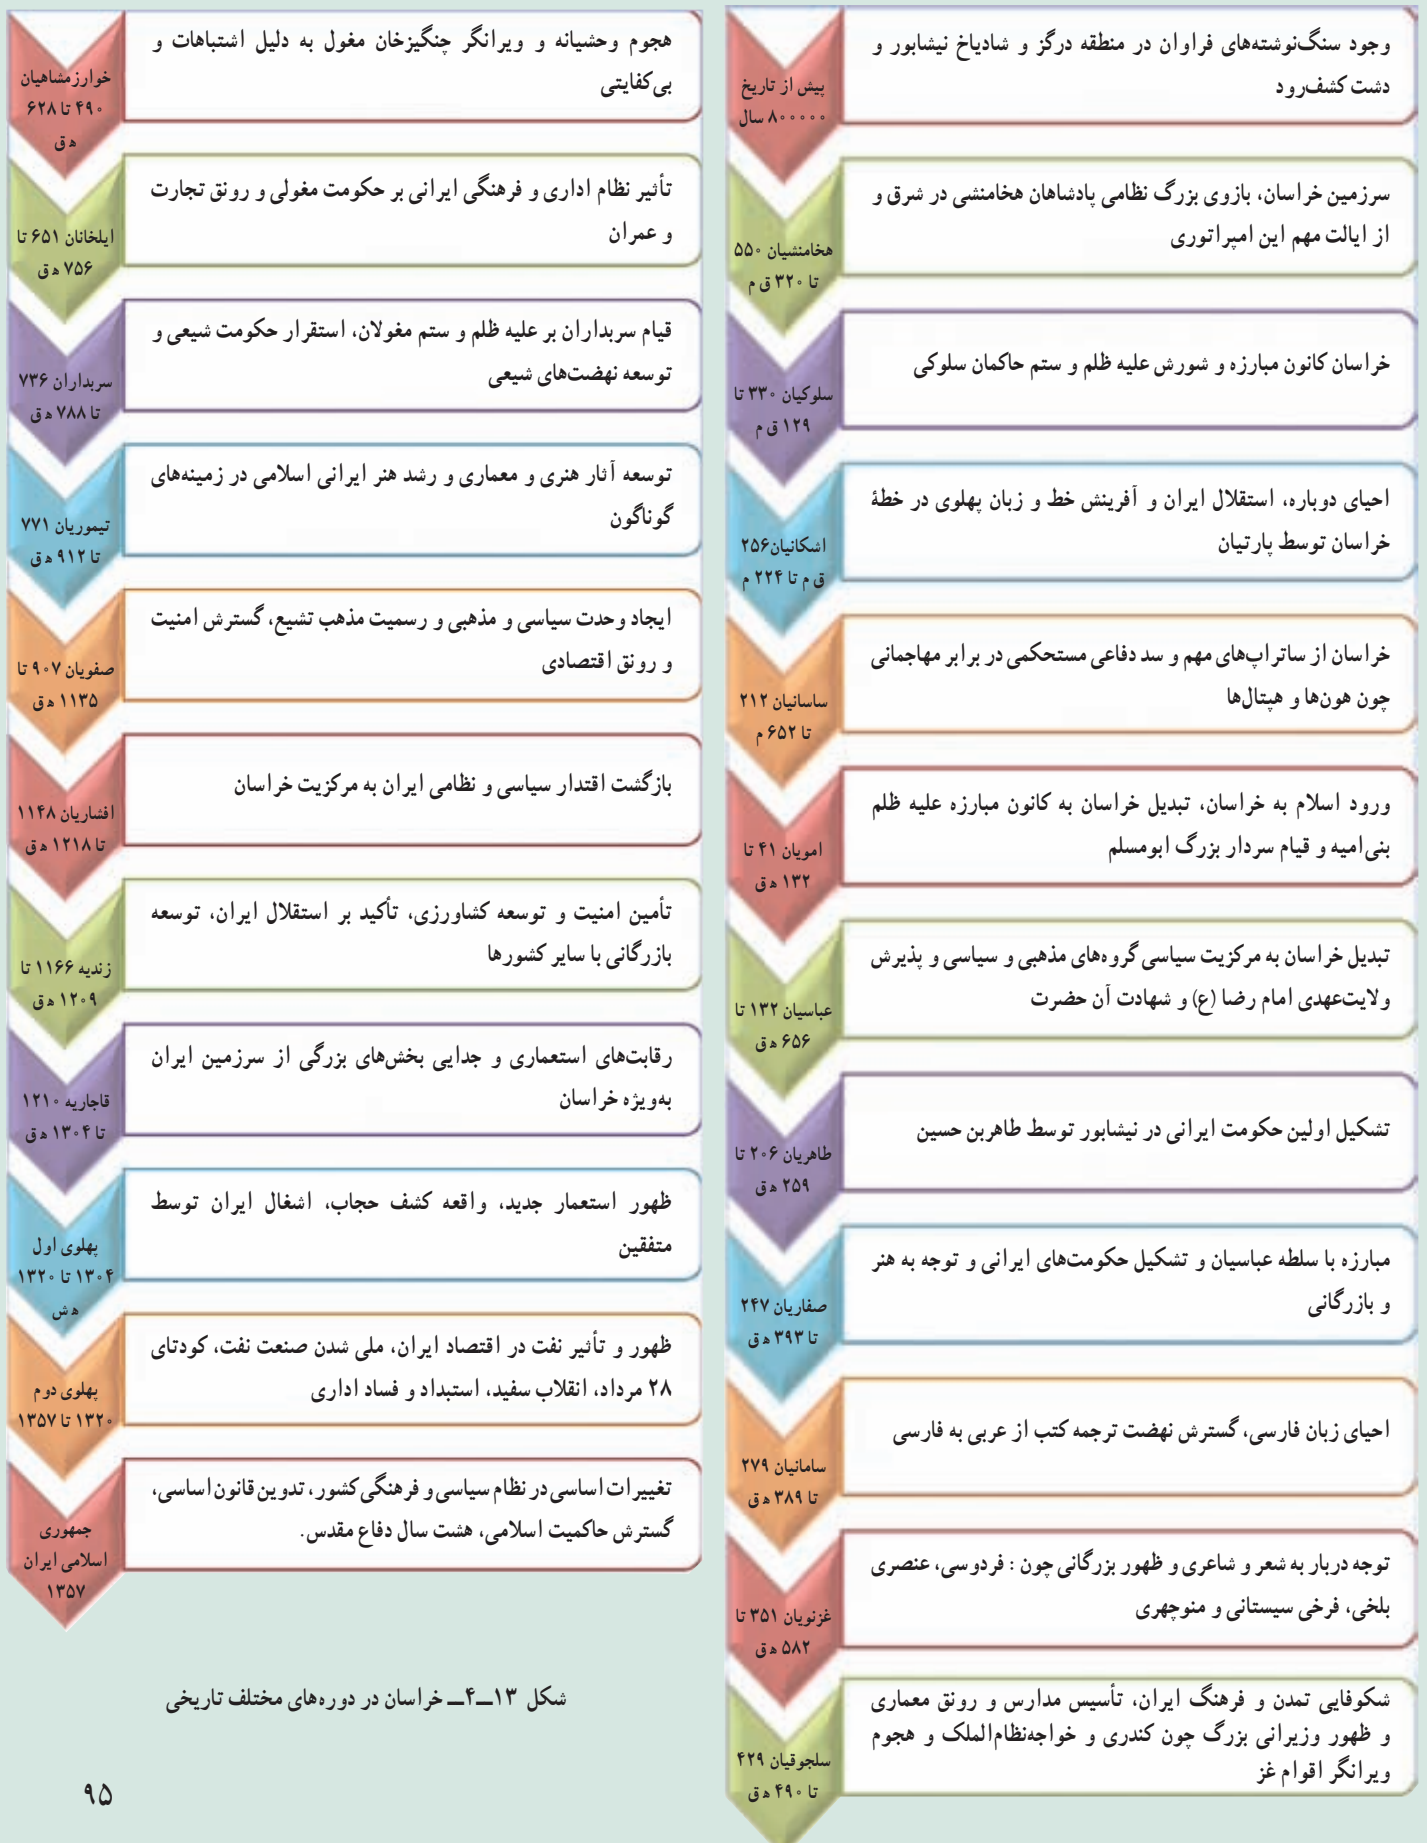 وجود سنگ‌نوشته‌های فراوان در منطقه درگز و شادیاخ نیشابور و
دشت کشف‌رود
پیش از تاریخ
۸۰۰۰۰۰ سال
سرزمین خراسان، بازوی بزرگ نظامی پادشاهان هخامنشی در شرق و
از ایالت مهم این امپراتوری
هخامنشیان ۵۵۰
تا ۳۲۰ ق م
خراسان کانون مبارزه و شورش علیه ظلم و ستم حاکمان سلوکی
سلوکیان ۳۳۰ تا
۱۲۹ ق م
احیای دوباره، استقلال ایران و آفرینش خط و زبان پهلوی در خطهٔ
خراسان توسط پارتیان
اشکانیان۲۵۶
ق م تا ۲۲۴ م
خراسان از ساتراپ‌های مهم و سد دفاعی مستحکمی در برابر مهاجمانی
چون هون‌ها و هپتال‌ها
ساسانیان ۲۱۲
تا ۶۵۲ م
ورود اسلام به خراسان، تبدیل خراسان به کانون مبارزه علیه ظلم
بنی‌امیه و قیام سردار بزرگ ابومسلم
امویان ۴۱ تا
۱۳۲ ه ق
تبدیل خراسان به مرکزیت سیاسی گروه‌های مذهبی و سیاسی و پذیرش
ولایت‌عهدی امام رضا (ع) و شهادت آن حضرت
عباسیان ۱۳۲ تا
۶۵۶ ه ق
تشکیل اولین حکومت ایرانی در نیشابور توسط طاهربن حسین
طاهریان ۲۰۶ تا
۲۵۹ ه ق
مبارزه با سلطه عباسیان و تشکیل حکومت‌های ایرانی و توجه به هنر
و بازرگانی
صفاریان ۲۴۷
تا ۳۹۳ ه ق
احیای زبان فارسی، گسترش نهضت ترجمه کتب از عربی به فارسی
سامانیان ۲۷۹
تا ۳۸۹ ه ق
توجه دربار به شعر و شاعری و ظهور بزرگانی چون : فردوسی، عنصری
بلخی، فرخی سیستانی و منوچهری
غزنویان ۳۵۱ تا
۵۸۲ ه ق
شکوفایی تمدن و فرهنگ ایران، تأسیس مدارس و رونق معماری
و ظهور وزیرانی بزرگ چون کندری و خواجه‌نظام‌الملک و هجوم
ویرانگر اقوام غز
سلجوقیان ۴۲۹
تا ۴۹۰ ه ق
هجوم وحشیانه و ویرانگر چنگیزخان مغول به دلیل اشتباهات و
بی‌کفایتی
خوارزمشاهیان
۴۹۰ تا ۶۲۸
ه ق
تأثیر نظام اداری و فرهنگی ایرانی بر حکومت مغولی و رونق تجارت
و عمران
ایلخانان ۶۵۱ تا
۷۵۶ ه ق
قیام سربداران بر علیه ظلم و ستم مغولان، استقرار حکومت شیعی و
توسعه نهضت‌های شیعی
سربداران ۷۳۶
تا ۷۸۸ ه ق
توسعه آثار هنری و معماری و رشد هنر ایرانی اسلامی در زمینه‌های
گوناگون
تیموریان ۷۷۱
تا ۹۱۲ ه ق
ایجاد وحدت سیاسی و مذهبی و رسمیت مذهب تشیع، گسترش امنیت
و رونق اقتصادی
صفویان ۹۰۷ تا
۱۱۳۵ ه ق
بازگشت اقتدار سیاسی و نظامی ایران به مرکزیت خراسان
افشاریان ۱۱۴۸
تا ۱۲۱۸ ه ق
تأمین امنیت و توسعه کشاورزی، تأکید بر استقلال ایران، توسعه
بازرگانی با سایر کشورها
زندیه ۱۱۶۶ تا
۱۲۰۹ ه ق
رقابت‌های استعماری و جدایی بخش‌های بزرگی از سرزمین ایران
به‌ویژه خراسان
قاجاریه ۱۲۱۰
تا ۱۳۰۴ ه ق
ظهور استعمار جدید، واقعه کشف حجاب، اشغال ایران توسط
متفقین
پهلوی اول
۱۳۰۴ تا ۱۳۲۰
ه ش
ظهور و تأثیر نفت در اقتصاد ایران، ملی شدن صنعت نفت، کودتای
۲۸ مرداد، انقلاب سفید، استبداد و فساد اداری
پهلوی دوم
۱۳۲۰ تا ۱۳۵۷
تغییرات اساسی در نظام سیاسی و فرهنگی کشور، تدوین قانون اساسی،
گسترش حاکمیت اسلامی، هشت سال دفاع مقدس.
جمهوری
اسلامی ایران
۱۳۵۷
شکل ۱۳ــ۴ــ خراسان در دوره‌های مختلف تاریخی
۹۵